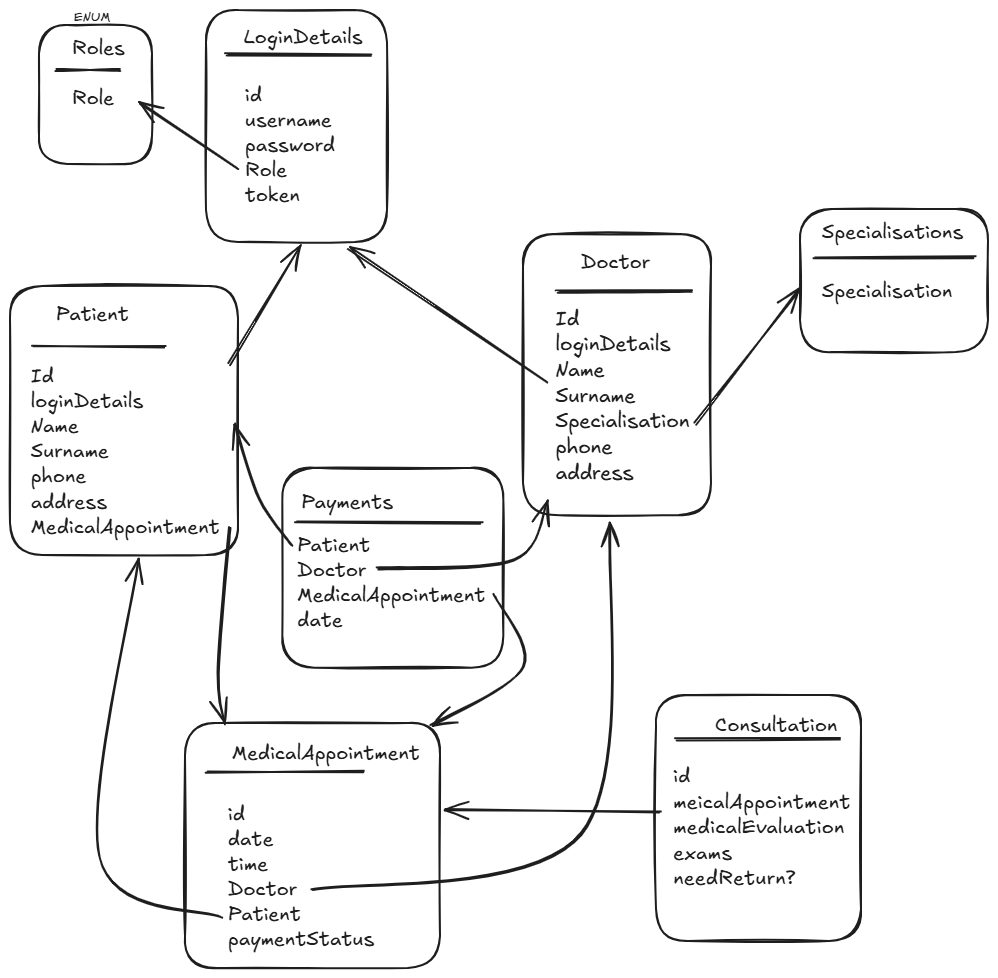 ENUM
Roles
Role
LoginDetails
id
username
password
Role
token
Specialisations
Specialisation
Doctor
Id
loginDetails
Name
Surname
Specialisation
phone
address
Patient
Id
loginDetails
Name
Surname
phone
address
MedicalAppointment
Payments
Patient
Doctor
MedicalAppointment
date
MedicalAppointment
id
date
time
Doctor
Patient
paymentStatus
Consultation
id
meicalAppointment
medicalEvaluation
exams
needReturn?